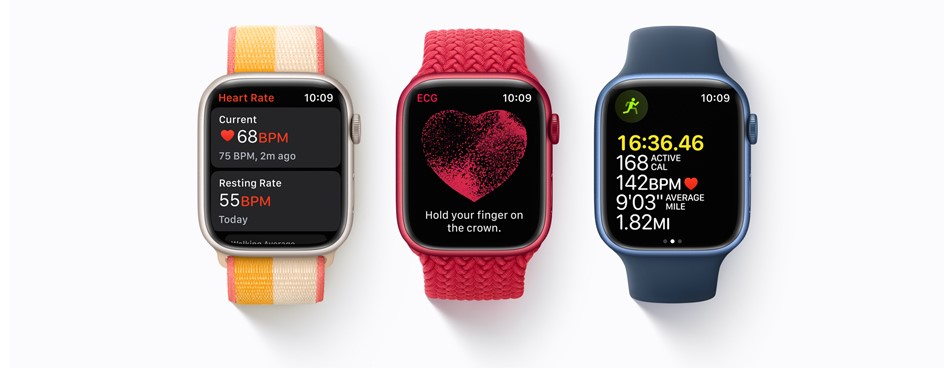 Heart Rate 10:09
Current
68BPM
75 BPM, 2m ago
Resting Rate
55BPM
Today
Walking Average
ECG 10:09
Hold your finger on
the crown.
10:09
16:36.46
168 ACTIVE
CAL
142BPM
9'03" AVERAGE
MILE
1.82MI